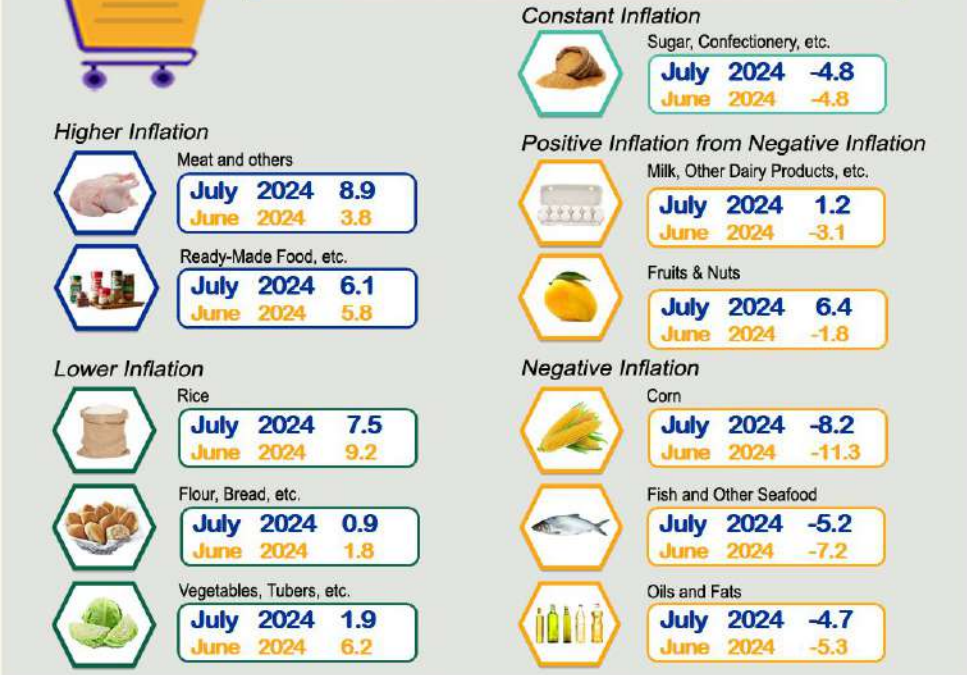 Higher Inflation
Meat and others
July 2024 8.9
June 2024 3.8
Ready-Made Food, etc.
July 2024 6.1
June 2024 5.8
Lower Inflation
Rice
July 2024 7.5
June 2024 9.2
Flour, Bread, etc.
July 2024 0.9
June 2024 1.8
Vegetables, Tubers, etc.
July 2024 1.9
June 2024 6.2
Constant Inflation
Sugar, Confectionery, etc.
July 2024 -4.8
June 2024 -4.8
Positive Inflation from Negative Inflation
Milk, Other Dairy Products, etc.
July 2024 1.2
June 2024 -3.1
Fruits & Nuts
July 2024 6.4
June 2024 -1.8
Negative Inflation
Corn
July 2024 -8.2
June 2024 -11.3
Fish and Other Seafood
July 2024 -5.2
June 2024 -7.2
Oils and Fats
July 2024 -4.7
June 2024 -5.3